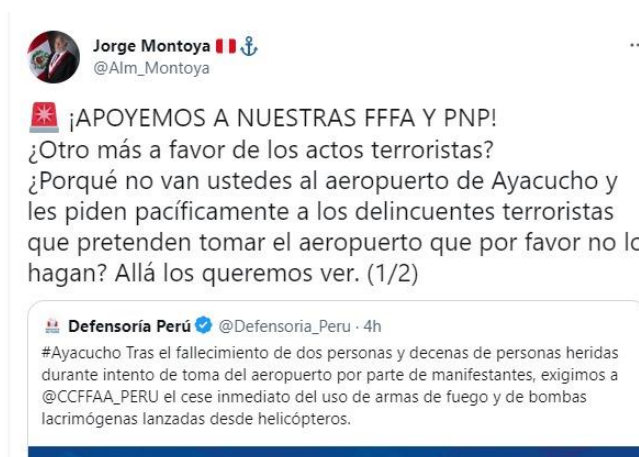 Jorge Montoya 🇵🇪⚓
@Alm_Montoya
🚨 ¡APOYEMOS A NUESTRAS FFFA Y PNP!
¿Otro más a favor de los actos terroristas?
¿Porqué no van ustedes al aeropuerto de Ayacucho y
les piden pacíficamente a los delincuentes terroristas
que pretenden tomar el aeropuerto que por favor no lo
hagan? Allá los queremos ver. (1/2)
Defensoría Perú @Defensoria_Peru · 4h
#Ayacucho Tras el fallecimiento de dos personas y decenas de personas heridas
durante intento de toma del aeropuerto por parte de manifestantes, exigimos a
@CCFFAA_PERU el cese inmediato del uso de armas de fuego y de bombas
lacrimógenas lanzadas desde helicópteros.